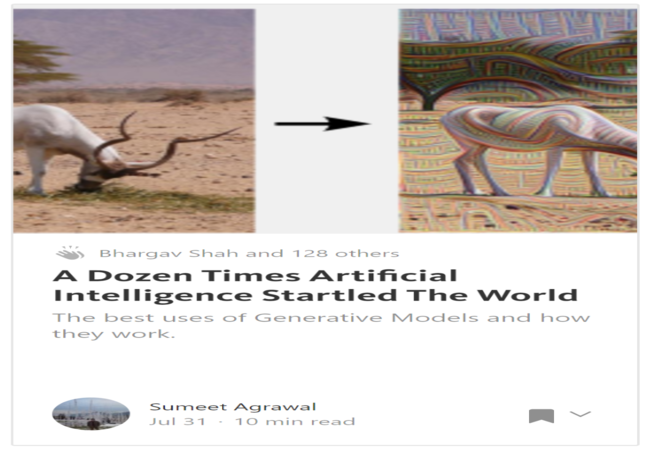 Bhargav Shah and 128 others
A Dozen Times Artificial
Intelligence Startled The World
The best uses of Generative Models and how
they work.
Sumeet Agrawal
Jul 31 · 10 min read